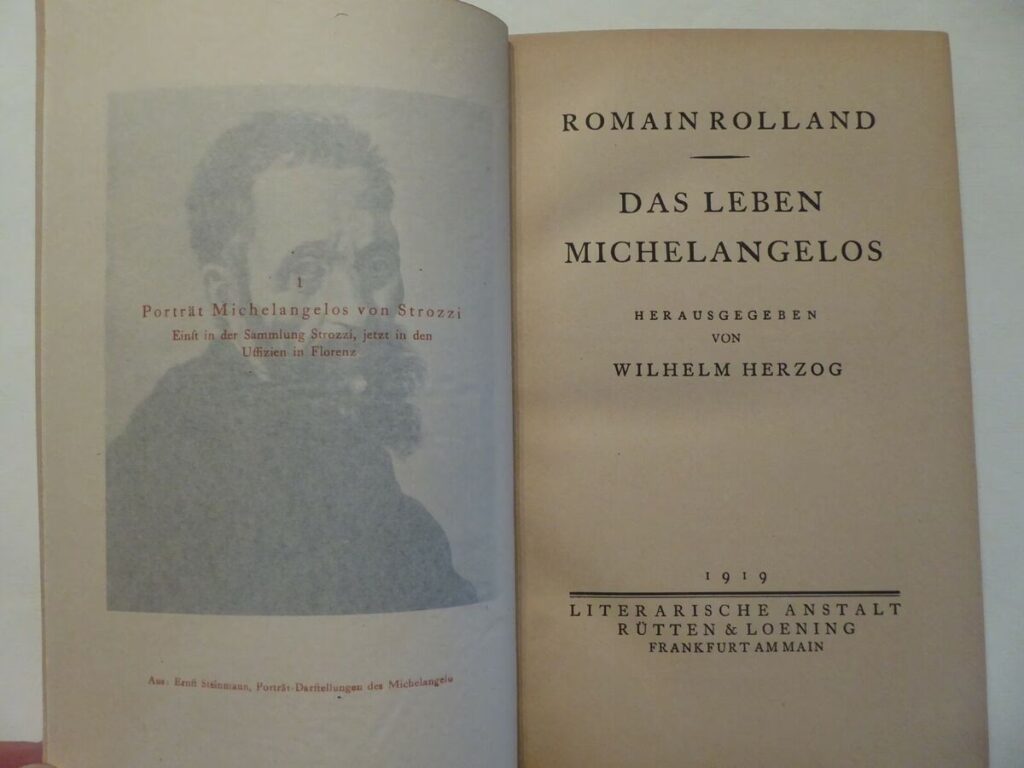 1
Porträt Michelangelos von Strozzi
Einſt in der Sammlung Strozzi, jetzt in den
Uffizien in Florenz
Aus: Ernſt Steinmann, Porträt-Darſtellungen des Michelangelo
ROMAIN ROLLAND
DAS LEBEN
MICHELANGELOS
HERAUSGEGEBEN
VON
WILHELM HERZOG
1919
LITERARISCHE ANSTALT
RÜTTEN & LOENING
FRANKFURT AM MAIN